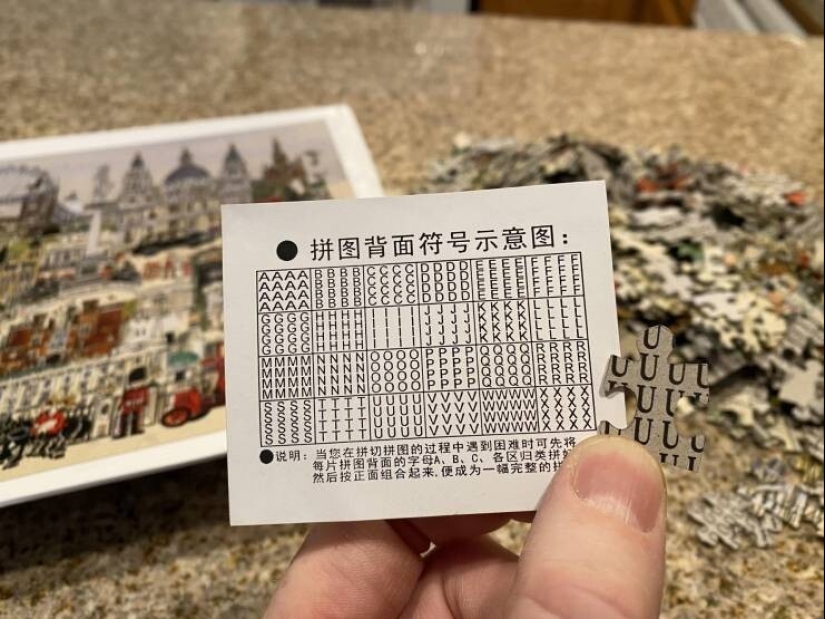 ●拼图背面符号示意图：
AAAA BBBB CCCC DDDD EEEE FFFF
AAAA BBBB CCCC DDDD EEEE FFFF
AAAA BBBB CCCC DDDD EEEE FFFF
AAAA BBBB CCCC DDDD EEEE FFFF
GGGG HHHH IIII JJJJ KKKK LLLL
GGGG HHHH IIII JJJJ KKKK LLLL
GGGG HHHH IIII JJJJ KKKK LLLL
GGGG HHHH IIII JJJJ KKKK LLLL
MMMM NNNN OOOO PPPP QQQQ RRRR
MMMM NNNN OOOO PPPP QQQQ RRRR
MMMM NNNN OOOO PPPP QQQQ RRRR
MMMM NNNN OOOO PPPP QQQQ RRRR
SSSS TTTT UUUU VVVV WWWW XXXX
SSSS TTTT UUUU VVVV WWWW XXXX
SSSS TTTT UUUU VVVV WWWW XXXX
SSSS TTTT UUUU VVVV WWWW XXXX
●说明：当您在拼切拼图的过程中遇到困难时可先将
每片拼图背面的字母A、B、C、各区归类拼
然后按正面组合起来,便成为一幅完整的拼
U
UUUU
UUUU
UUUU